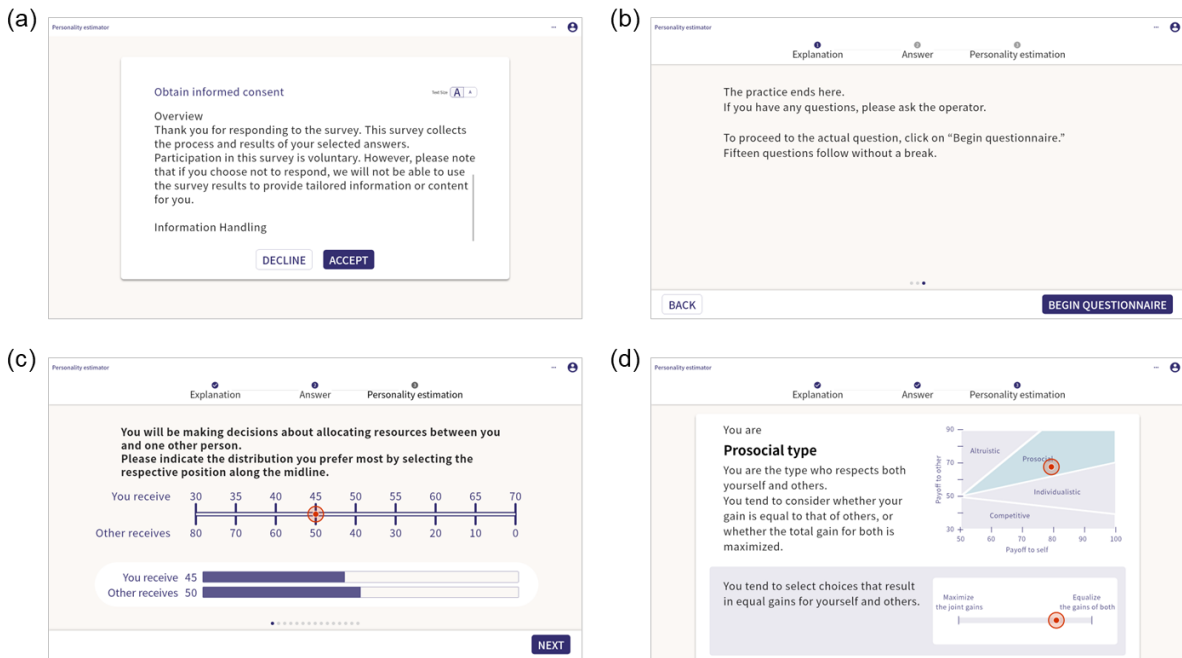 (a)
Personality estimator
Obtain informed consent
Text Size A A
Overview
Thank you for responding to the survey. This survey collects
the process and results of your selected answers.
Participation in this survey is voluntary. However, please note
that if you choose not to respond, we will not be able to use
the survey results to provide tailored information or content
for you.
Information Handling
DECLINE ACCEPT
(b)
Personality estimator
1 2 3
Explanation Answer Personality estimation
The practice ends here.
If you have any questions, please ask the operator.
To proceed to the actual question, click on “Begin questionnaire.”
Fifteen questions follow without a break.
BACK BEGIN QUESTIONNAIRE
(c)
Personality estimator
2 3
Explanation Answer Personality estimation
You will be making decisions about allocating resources between you
and one other person.
Please indicate the distribution you prefer most by selecting the
respective position along the midline.
You receive 30 35 40 45 50 55 60 65 70
Other receives 80 70 60 50 40 30 20 10 0
You receive 45
Other receives 50
NEXT
(d)
Personality estimator
3
Explanation Answer Personality estimation
You are
Prosocial type
You are the type who respects both
yourself and others.
You tend to consider whether your
gain is equal to that of others, or
whether the total gain for both is
maximized.
Payoff to other
90
70
50
30
Altruistic
Prosocial
Individualistic
Competitive
50 60 70 80 90 100
Payoff to self
You tend to select choices that result
in equal gains for yourself and others.
Maximize
the joint gains
Equalize
the gains of both